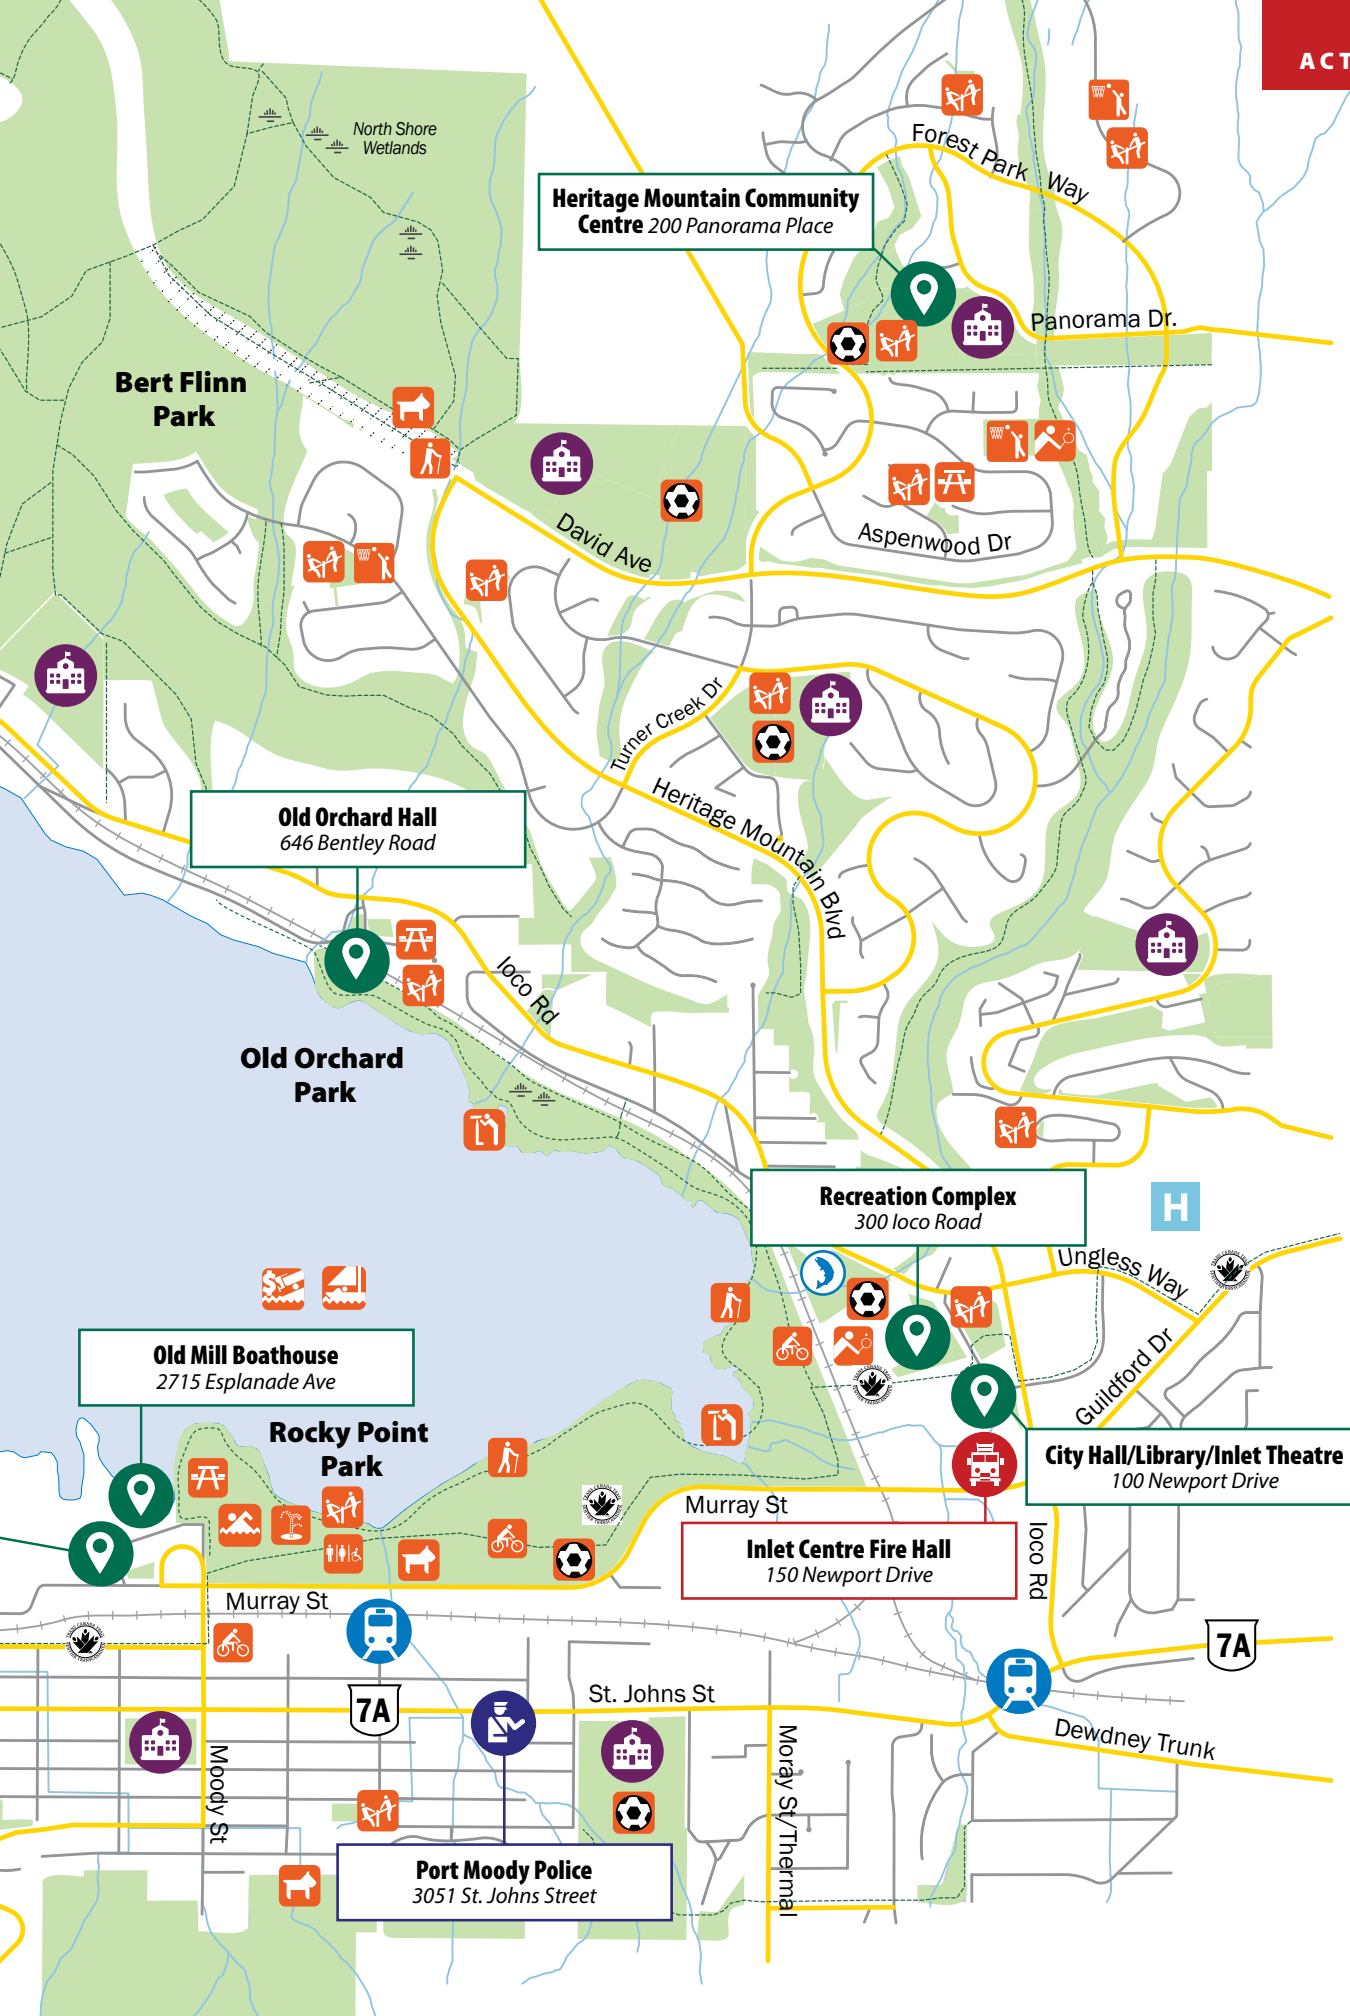 ACT
North Shore
Wetlands
Forest Park Way
Heritage Mountain Community
Centre 200 Panorama Place
Panorama Dr.
Bert Flinn
Park
David Ave
Aspenwood Dr
Turner Creek Dr
Heritage Mountain Blvd
Old Orchard Hall
646 Bentley Road
Ioco Rd
Old Orchard
Park
Recreation Complex
300 Ioco Road
H
Ungless Way
Guildford Dr
Old Mill Boathouse
2715 Esplanade Ave
Rocky Point
Park
City Hall/Library/Inlet Theatre
100 Newport Drive
Murray St
Inlet Centre Fire Hall
150 Newport Drive
Ioco Rd
Murray St
7A
St. Johns St
7A
Dewdney Trunk
Moody St
Moray St/Thermal
Port Moody Police
3051 St. Johns Street